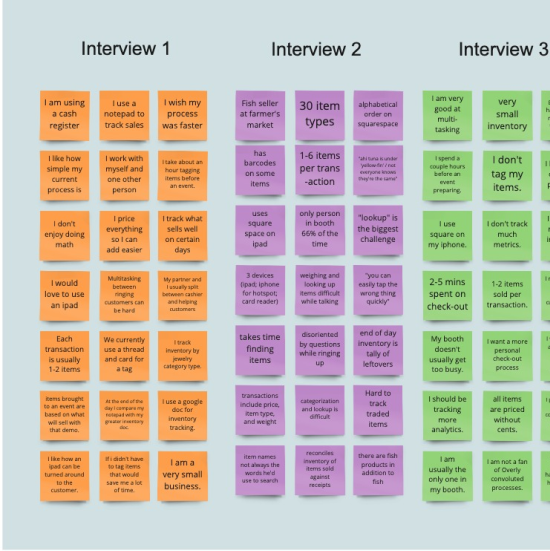 Interview 1
I am using
a cash
register
I use a
notepad to
track sales
I wish my
process
was faster
I like how
simple my
current
process is
I work with
myself and
one other
person
I take about an
hour tagging
items before
an event.
I don't
enjoy doing
math
I price
everything
so I can
add easier
I track what
sells well
on certain
days
I would
love to use
an ipad
Multitasking
between
ringing
customers can
be hard
My partner and
I usually split
between cashier
and helping
customers
Each
transaction
is usually
1-2 items
We currently
use a thread
and card for
a tag
I track
inventory by
jewelry
category type.
Items brought
to an event are
based on what
will sell with
that demo.
At the end of the
day I compare my
notepad with my
greater inventory
doc.
I use a google
doc for
inventory
tracking.
I like how an
ipad can be
turned around
to the
customer.
If I didn't have
to tag items
that would
save me a lot
of time.
I am a
very small
business.
Interview 2
Fish seller
at farmer's
market
30 item
types
alphabetical
order on
squarespace
has
barcodes
on some
items
1-6 items
per trans
-action
"ahi tuna is under
'yellow fin' / not
everyone knows
they're the same"
uses
square
space on
ipad
only person
in booth
66% of the
time
"lookup" is
the biggest
challenge
3 devices
(ipad; iphone
for hotspot;
card reader)
weighing and
looking up
items difficult
while talking
"you can
easily tap the
wrong thing
quickly"
takes time
finding
items
disoriented
by questions
while ringing
up
end of day
inventory is
tally of
leftovers
transactions
include price,
item type,
and weight
categorization
and lookup is
difficult
Hard to
track
traded
items
item names
not always the
words he'd
use to search
reconciles
inventory of
items sold
against
receipts
there are fish
products in
addition to
fish
Interview 3
I am very
good at
multi-
tasking
very
small
inventory
I spend a
couple hours
before an
event
preparing.
I don't
tag my
items.
I use
square on
my iphone.
I don't track
much
metrics.
2-5 mins
spent on
check-out
1-2 items
sold per
transaction.
My booth
doesn't
usually get
too busy.
I want a more
personal
check-out
process
I should be
tracking
more
analytics.
all items
are priced
without
cents.
I am
usually the
only one in
my booth.
I am not a fan
of Overly
convoluted
processes.